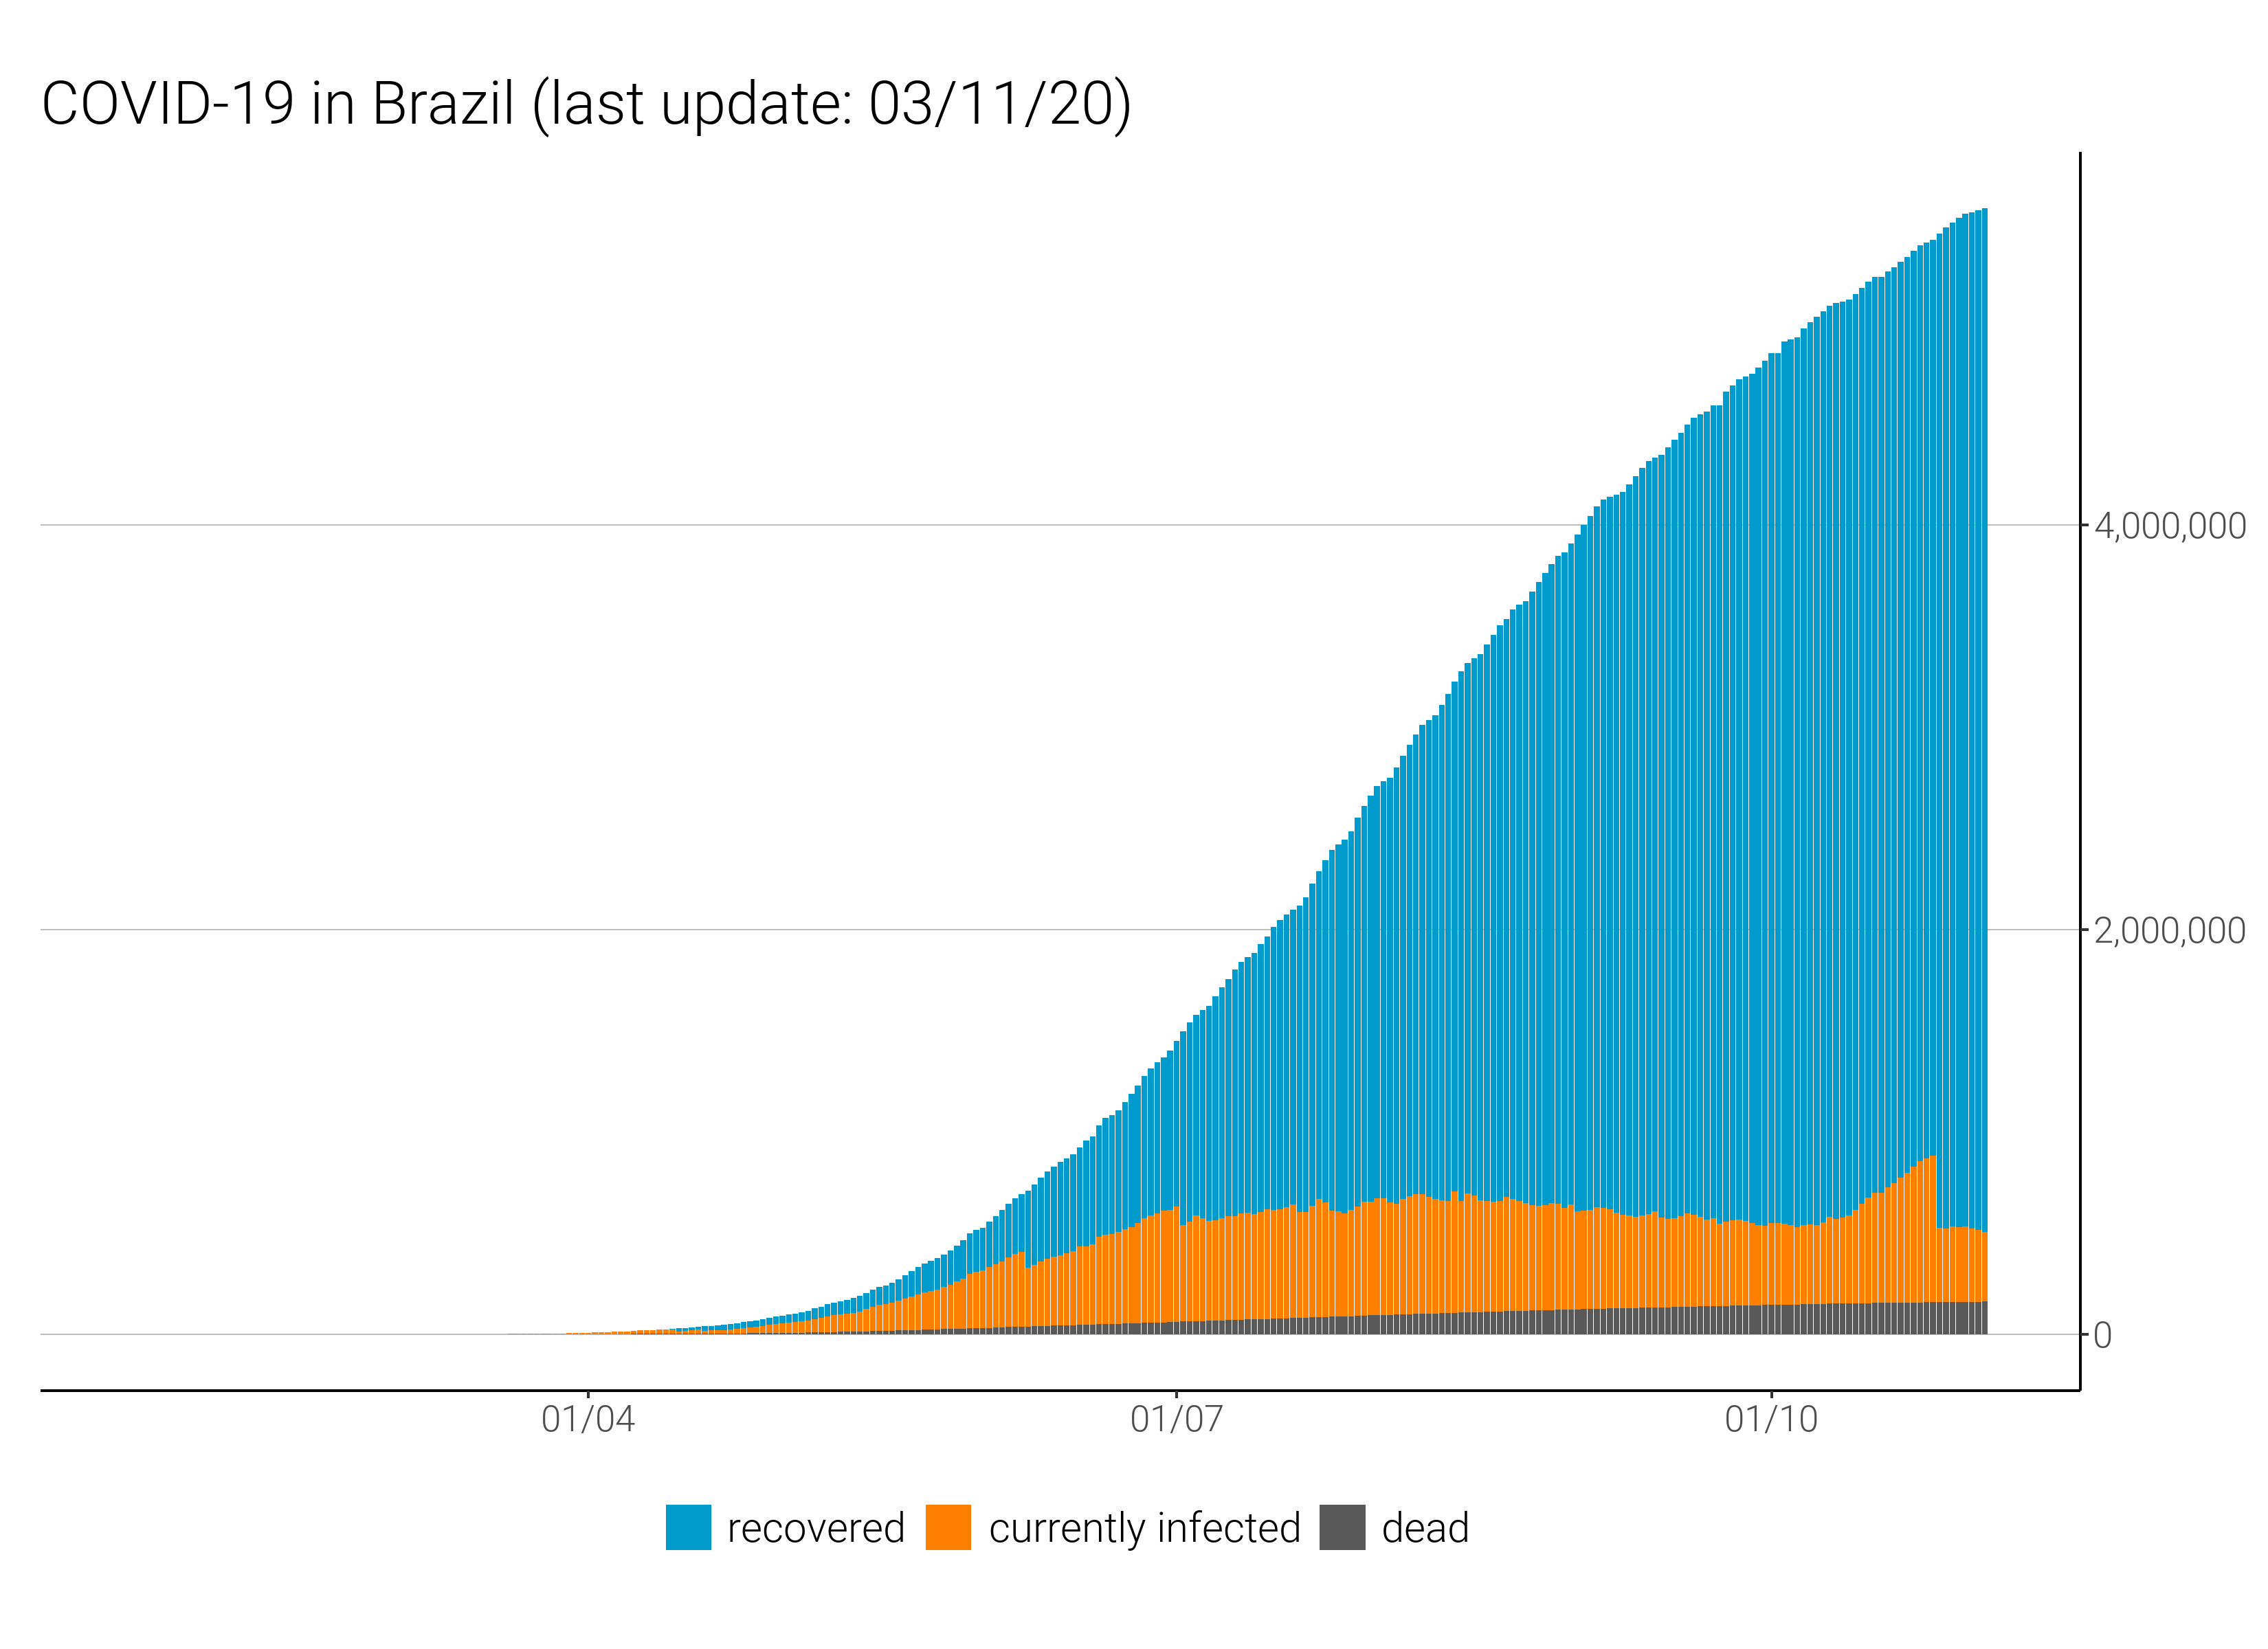 COVID-19 in Brazil (last update: 03/11/20)
4,000,000
2,000,000
0
01/04 01/07 01/10
recovered currently infected dead